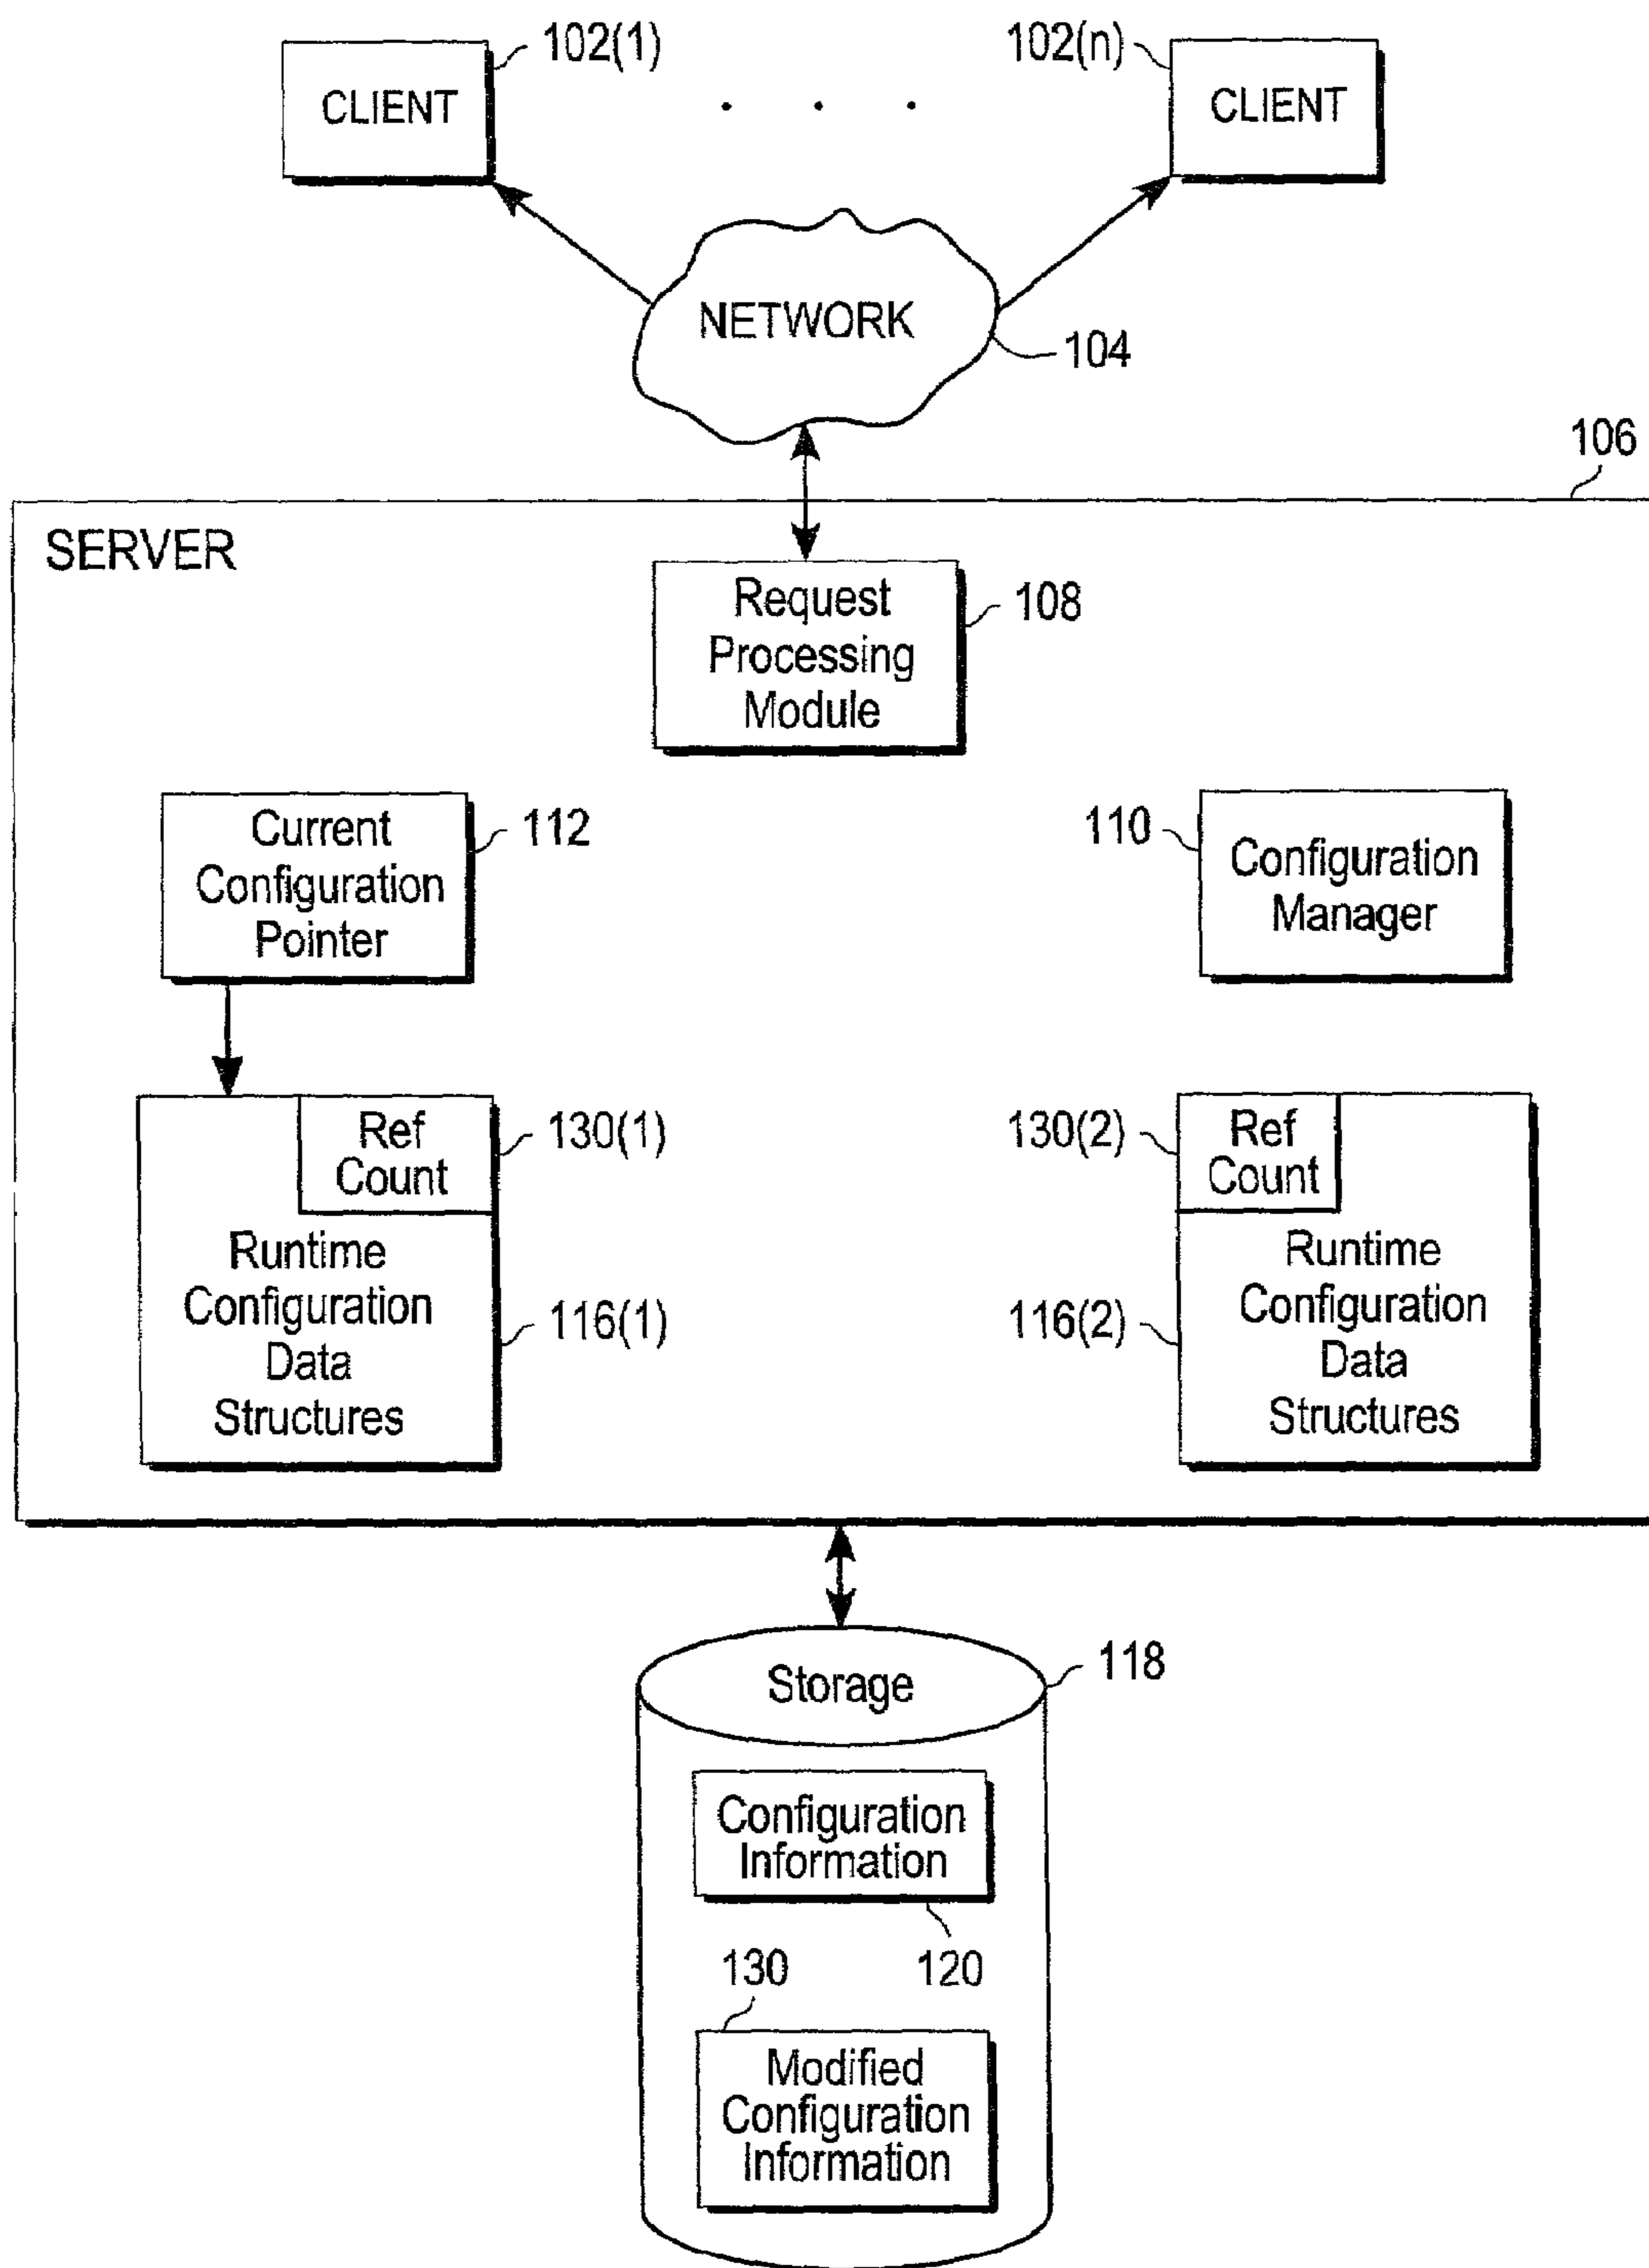 102(1)
102(n)
CLIENT
. . .
CLIENT
NETWORK
104
106
SERVER
Request
Processing
Module
108
Current
Configuration
Pointer
112
110
Configuration
Manager
Ref
Count
130(1)
130(2)
Ref
Count
Runtime
Configuration
Data
Structures
116(1)
116(2)
Runtime
Configuration
Data
Structures
Storage
118
Configuration
Information
120
130
Modified
Configuration
Information